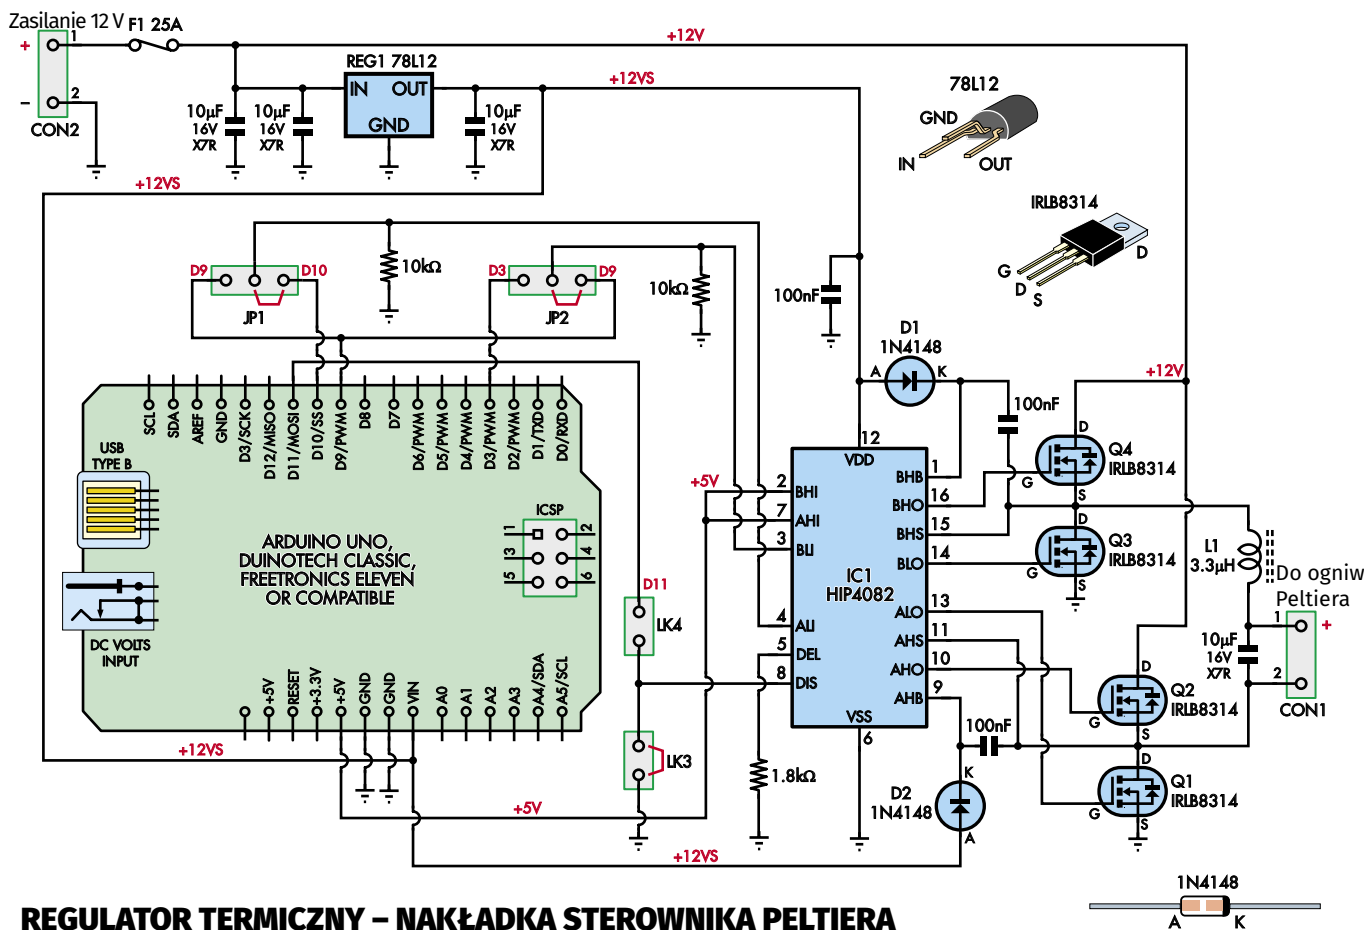 Zasilanie 12 V
F1 25A
+12V
+
1
–
2
CON2
REG1 78L12
IN
OUT
GND
+12VS
10µF
16V
X7R
10µF
16V
X7R
10µF
16V
X7R
78L12
GND
IN
OUT
+12VS
IRLB8314
G
D
S
D
D9
D10
JP1
10kΩ
D3
D9
JP2
10kΩ
100nF
D1
1N4148
A
K
+12V
100nF
SCL
SDA
AREF
GND
D3/SCK
D12/MISO
D11/MOSI
D10/SS
D9/PWM
D8
D7
D6/PWM
D5/PWM
D4/PWM
D3/PWM
D2/PWM
D1/TXD
D0/RXD
USB
TYPE B
ICSP
1
2
3
4
5
6
ARDUINO UNO,
DUINOTECH CLASSIC,
FREETRONICS ELEVEN
OR COMPATIBLE
DC VOLTS
INPUT
+5V
RESET
+3.3V
+5V
GND
GND
VIN
A0
A1
A2
A3
A4/SDA
A5/SCL
+5V
D11
LK4
LK3
12
VDD
2
BHI
7
AHI
3
BLI
4
ALI
5
DEL
8
DIS
IC1
HIP4082
BHB
1
BHO
16
BHS
15
BLO
14
ALO
13
AHS
11
AHO
10
AHB
9
VSS
6
D
Q4
IRLB8314
G
S
D
Q3
IRLB8314
G
S
L1
3.3µH
Do ogniw
Peltiera
1
+
10µF
16V
X7R
2
CON1
D
Q2
IRLB8314
G
S
D
Q1
IRLB8314
G
S
100nF
K
D2
1N4148
A
1.8kΩ
+12VS
+5V
+12VS
1N4148
A
K
REGULATOR TERMICZNY – NAKŁADKA STEROWNIKA PELTIERA